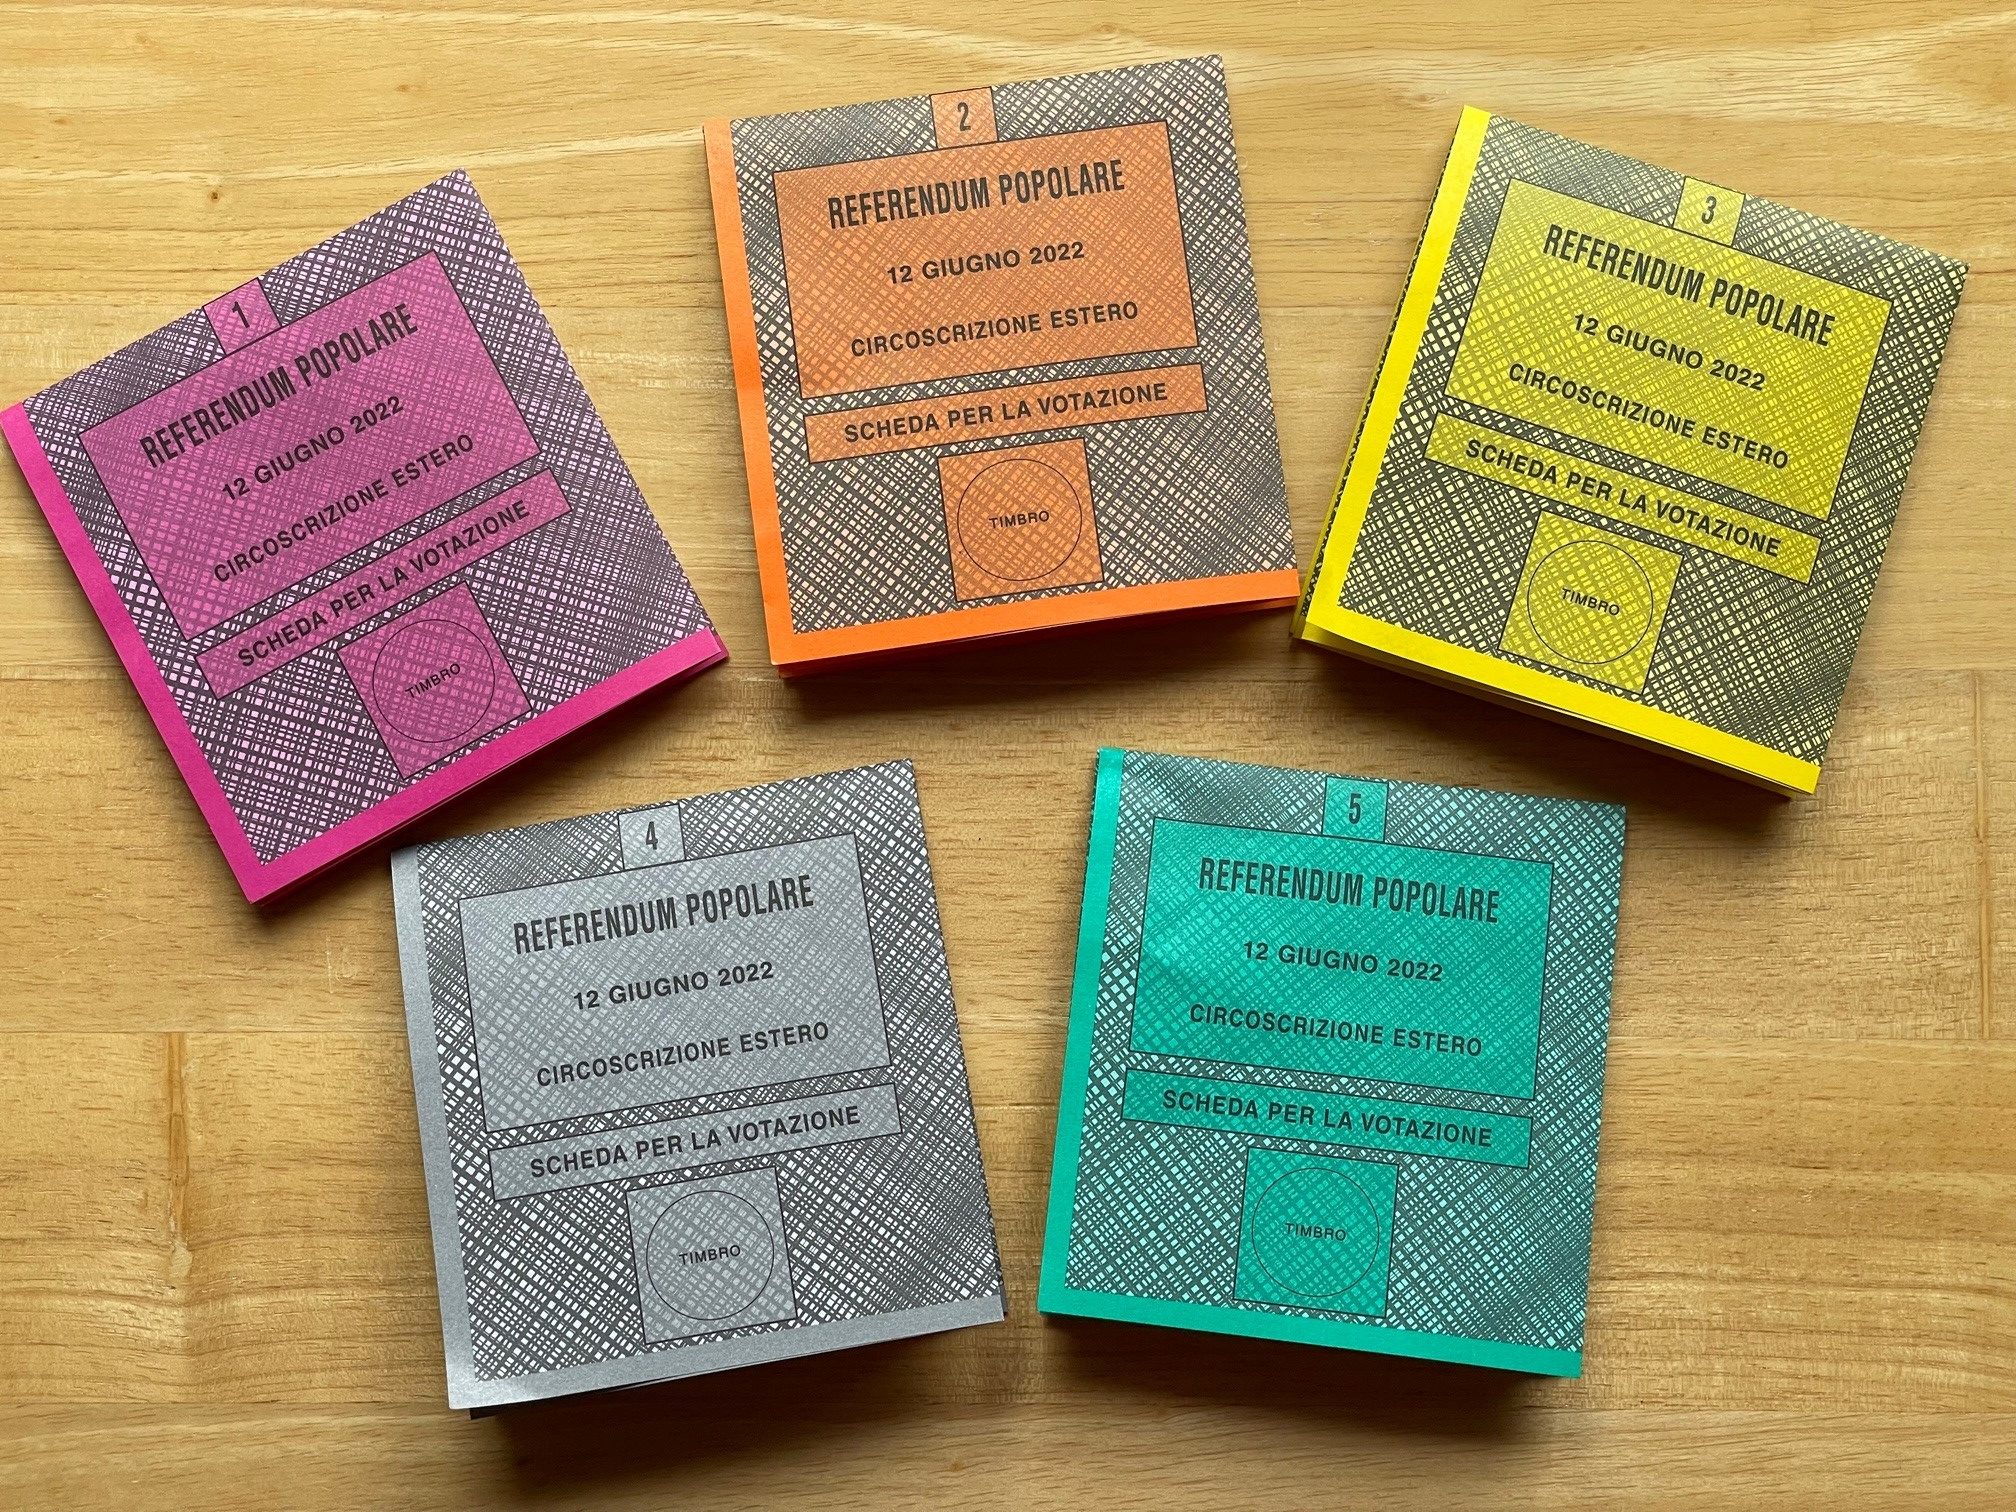 1
REFERENDUM POPOLARE
12 GIUGNO 2022
CIRCOSCRIZIONE ESTERO
SCHEDA PER LA VOTAZIONE
TIMBRO
2
REFERENDUM POPOLARE
12 GIUGNO 2022
CIRCOSCRIZIONE ESTERO
SCHEDA PER LA VOTAZIONE
TIMBRO
3
REFERENDUM POPOLARE
12 GIUGNO 2022
CIRCOSCRIZIONE ESTERO
SCHEDA PER LA VOTAZIONE
TIMBRO
4
REFERENDUM POPOLARE
12 GIUGNO 2022
CIRCOSCRIZIONE ESTERO
SCHEDA PER LA VOTAZIONE
TIMBRO
5
REFERENDUM POPOLARE
12 GIUGNO 2022
CIRCOSCRIZIONE ESTERO
SCHEDA PER LA VOTAZIONE
TIMBRO